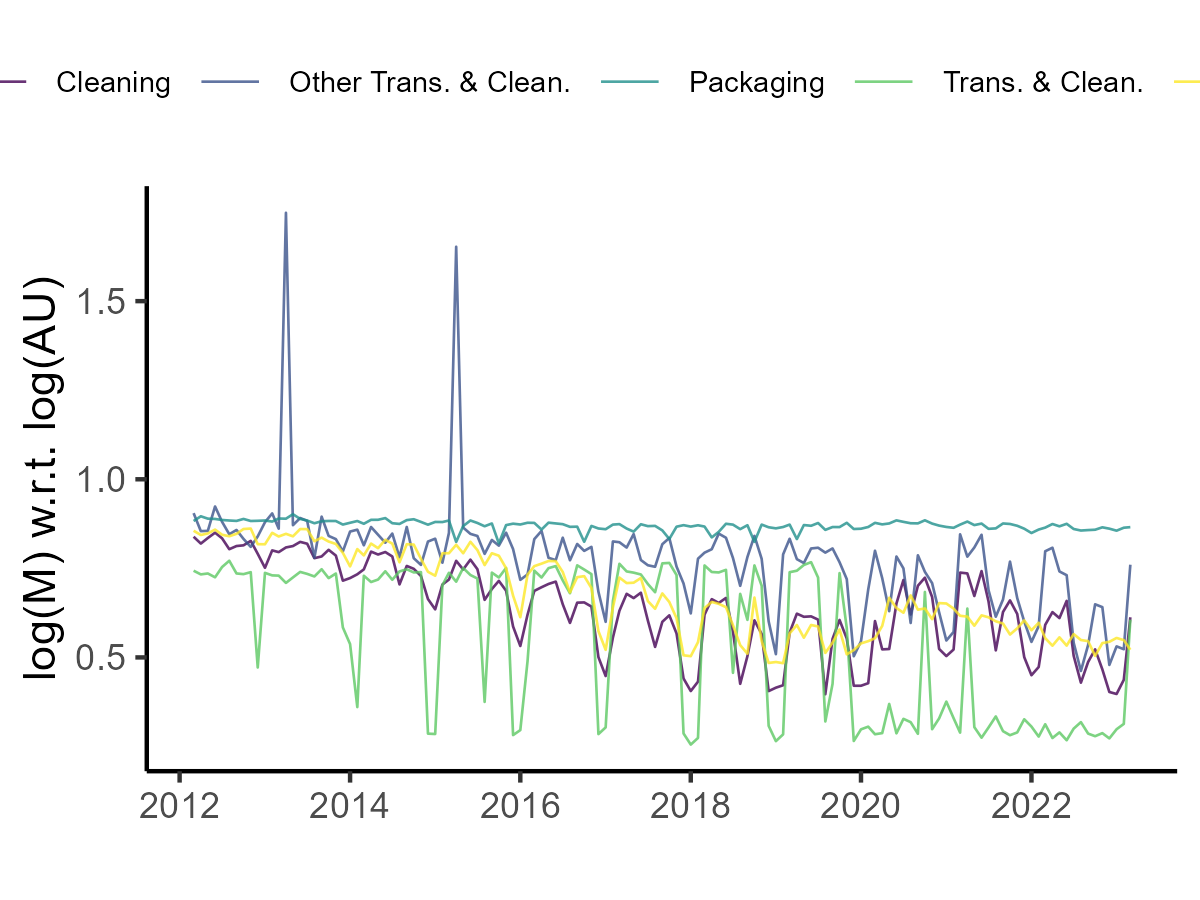 Cleaning Other Trans. & Clean. Packaging Trans. & Clean.
log(M) w.r.t. log(AU)
1.5
1.0
0.5
2012 2014 2016 2018 2020 2022